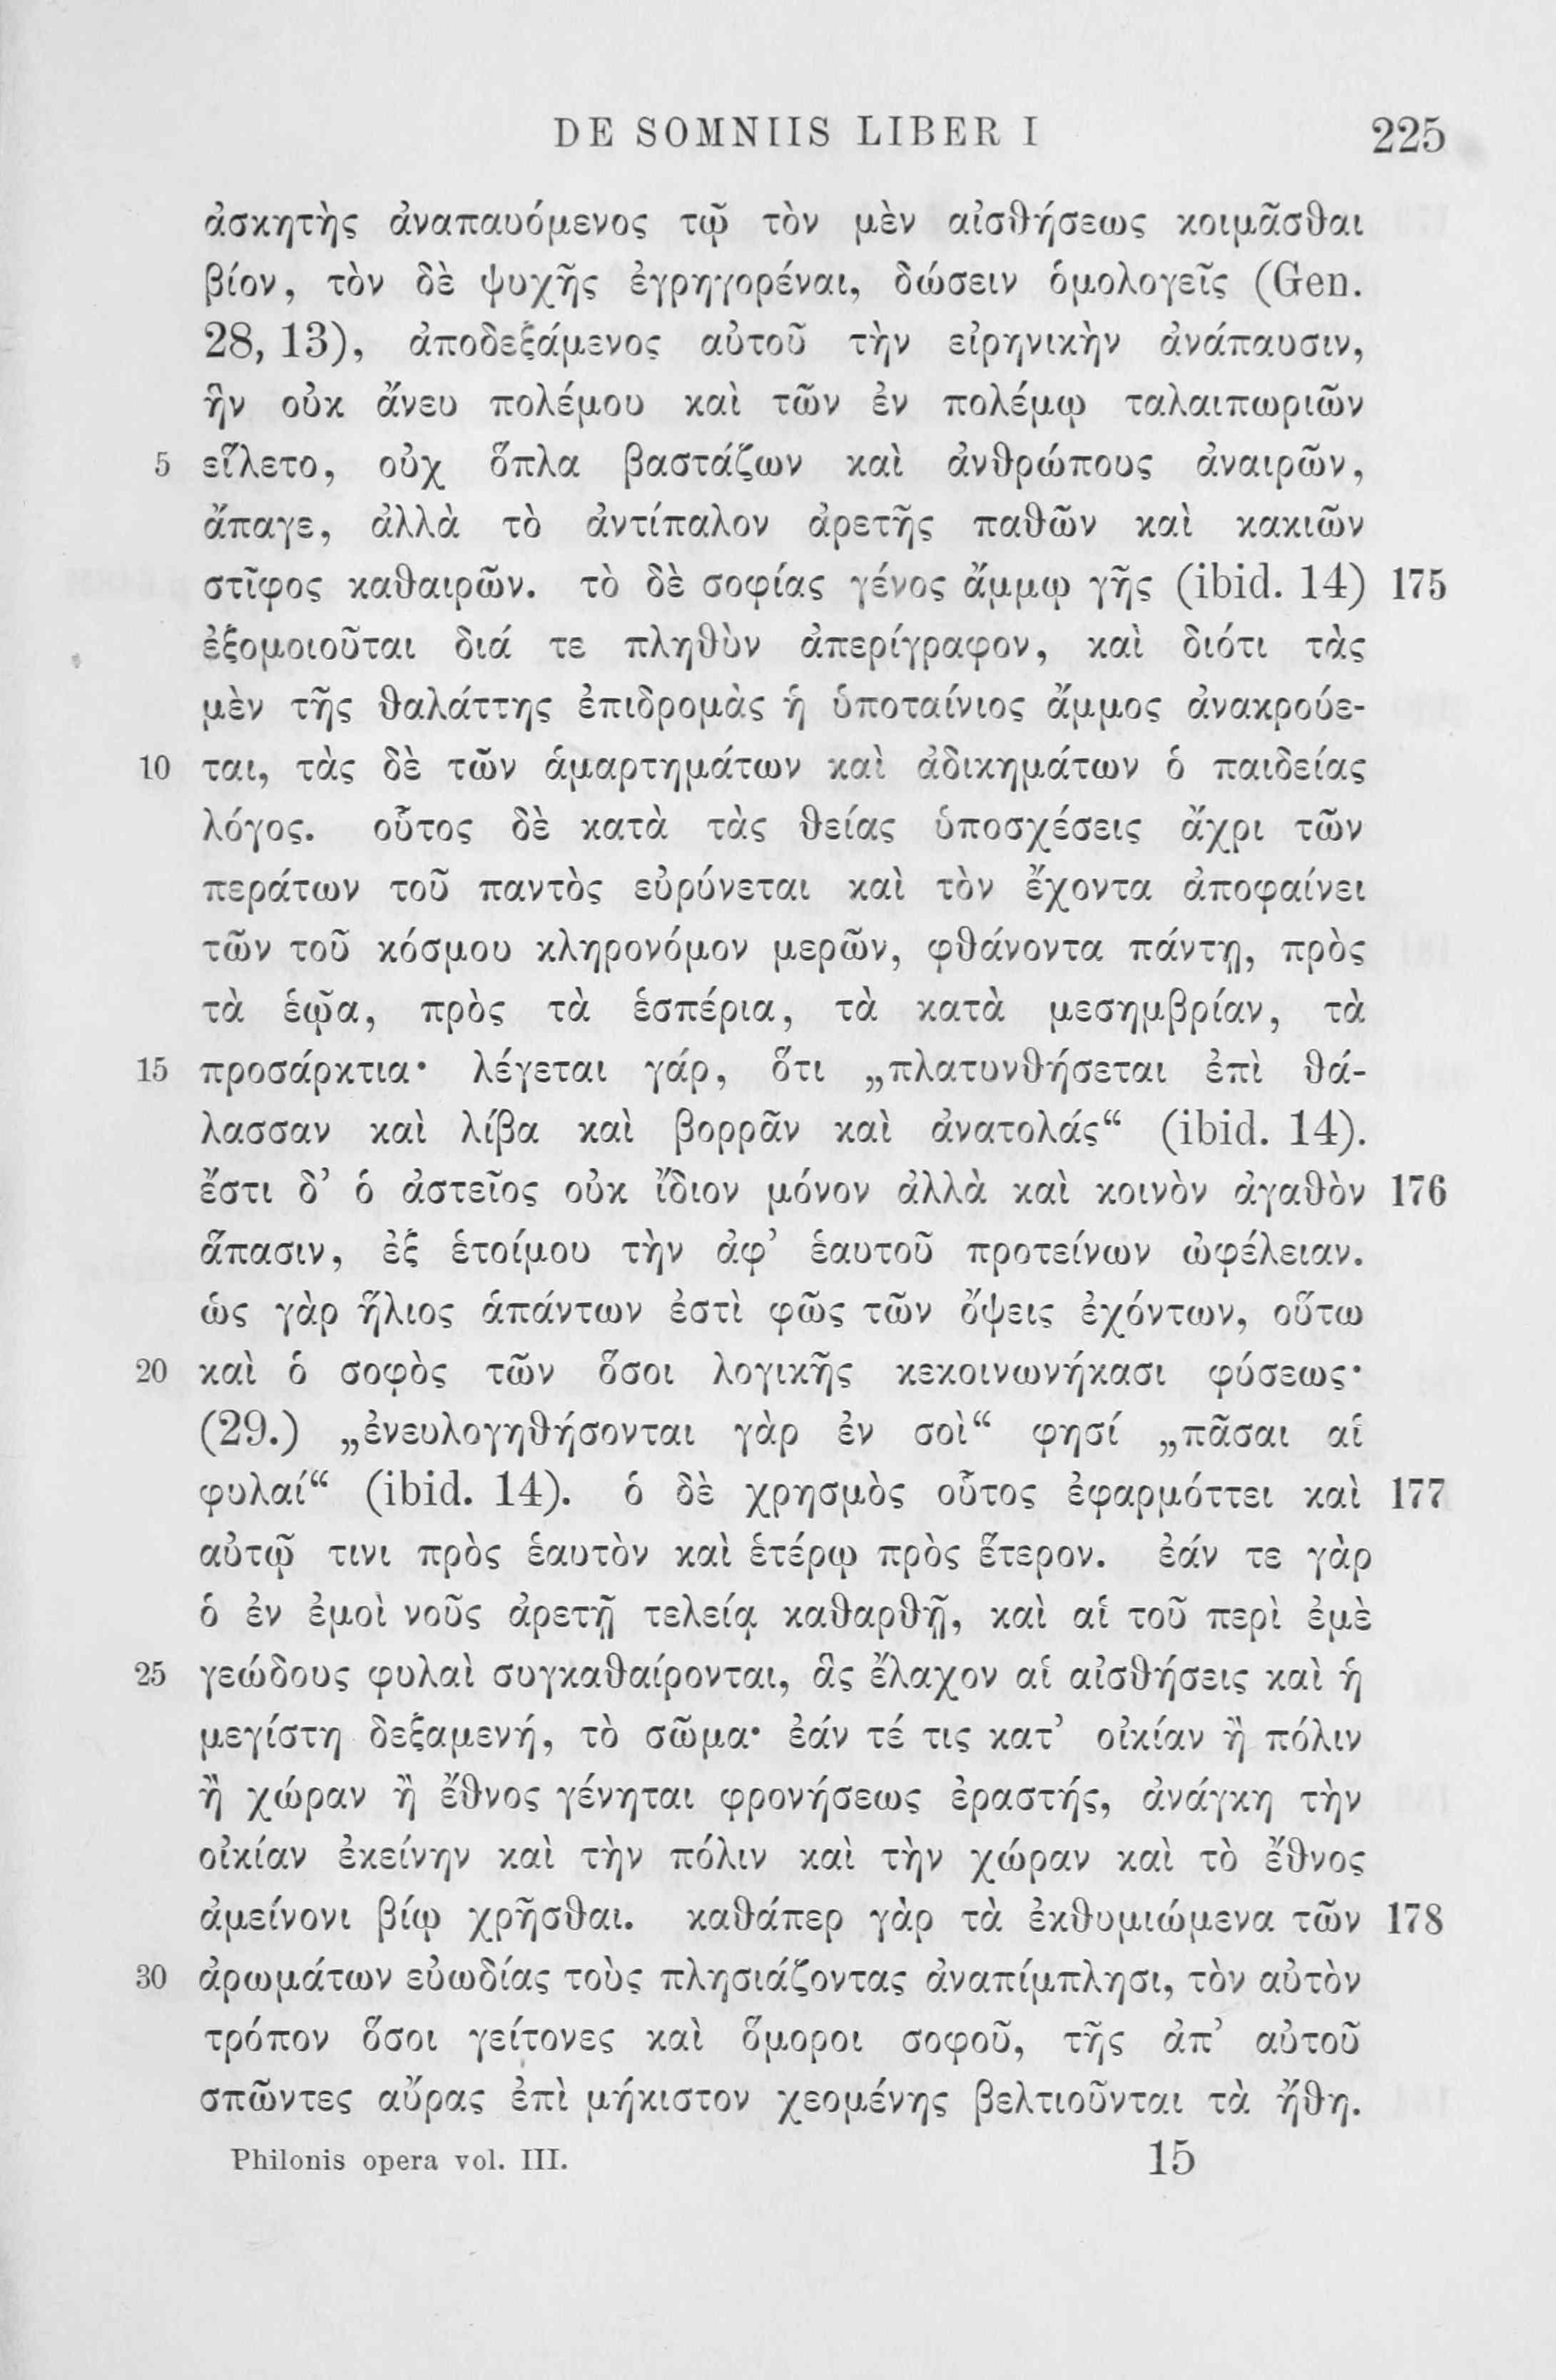 DE SOMNIIS LIBER I 225
ἀσκητὴς ἀναπαυόμενος τῷ τὸν μὲν αἰσθήσεως κοιμᾶσθαι
βίον, τὸν δὲ ψυχῆς ἐγρηγορέναι, δώσειν ὁμολογεῖς (Gen.
28, 13), ἀποδεξάμενος αὐτοῦ τὴν εἰρηνικὴν ἀνάπαυσιν,
ἣν οὐκ ἄνευ πολέμου καὶ τῶν ἐν πολέμῳ ταλαιπωριῶν
5 εἵλετο, οὐχ ὅπλα βαστάζων καὶ ἀνθρώπους ἀναιρῶν,
ἄπαγε, ἀλλὰ τὸ ἀντίπαλον ἀρετῆς παθῶν καὶ κακιῶν
στῖφος καθαιρῶν. τὸ δὲ σοφίας γένος ἄμμῳ γῆς (ibid. 14) 175
ἐξομοιοῦται διά τε πληθὺν ἀπερίγραφον, καὶ διότι τὰς
μὲν τῆς θαλάττης ἐπιδρομὰς ἡ ὑποταίνιος ἄμμος ἀνακρούε-
10 ται, τὰς δὲ τῶν ἁμαρτημάτων καὶ ἀδικημάτων ὁ παιδείας
λόγος. οὗτος δὲ κατὰ τὰς θείας ὑποσχέσεις ἄχρι τῶν
περάτων τοῦ παντὸς εὐρύνεται καὶ τὸν ἔχοντα ἀποφαίνει
τῶν τοῦ κόσμου κληρονόμον μερῶν, φθάνοντα πάντῃ, πρὸς
τὰ ἑῷα, πρὸς τὰ ἑσπέρια, τὰ κατὰ μεσημβρίαν, τὰ
15 προσάρκτια· λέγεται γάρ, ὅτι „πλατυνθήσεται ἐπὶ θά-
λασσαν καὶ λίβα καὶ βορρᾶν καὶ ἀνατολάς“ (ibid. 14).
ἔστι δ’ ὁ ἀστεῖος οὐκ ἴδιον μόνον ἀλλὰ καὶ κοινὸν ἀγαθὸν 176
ἅπασιν, ἐξ ἑτοίμου τὴν ἀφ’ ἑαυτοῦ προτείνων ὠφέλειαν.
ὡς γὰρ ἥλιος ἁπάντων ἐστὶ φῶς τῶν ὄψεις ἐχόντων, οὕτω
20 καὶ ὁ σοφὸς τῶν ὅσοι λογικῆς κεκοινωνήκασι φύσεως·
(29.) „ἐνευλογηθήσονται γὰρ ἐν σοὶ“ φησί „πᾶσαι αἱ
φυλαί“ (ibid. 14). ὁ δὲ χρησμὸς οὗτος ἐφαρμόττει καὶ 177
αὐτῷ τινι πρὸς ἑαυτὸν καὶ ἑτέρῳ πρὸς ἕτερον. ἐάν τε γὰρ
ὁ ἐν ἐμοὶ νοῦς ἀρετῇ τελείᾳ καθαρθῇ, καὶ αἱ τοῦ περὶ ἐμὲ
25 γεώδους φυλαὶ συγκαθαίρονται, ἃς ἔλαχον αἱ αἰσθήσεις καὶ ἡ
μεγίστη δεξαμενή, τὸ σῶμα· ἐάν τέ τις κατ’ οἰκίαν ἢ πόλιν
ἢ χώραν ἢ ἔθνος γένηται φρονήσεως ἐραστής, ἀνάγκη τὴν
οἰκίαν ἐκείνην καὶ τὴν πόλιν καὶ τὴν χώραν καὶ τὸ ἔθνος
ἀμείνονι βίῳ χρῆσθαι. καθάπερ γὰρ τὰ ἐκθυμιώμενα τῶν 178
30 ἀρωμάτων εὐωδίας τοὺς πλησιάζοντας ἀναπίμπλησι, τὸν αὐτὸν
τρόπον ὅσοι γείτονες καὶ ὅμοροι σοφοῦ, τῆς ἀπ’ αὐτοῦ
σπῶντες αὔρας ἐπὶ μήκιστον χεομένης βελτιοῦνται τὰ ἤθη.
Philonis opera vol. III. 15